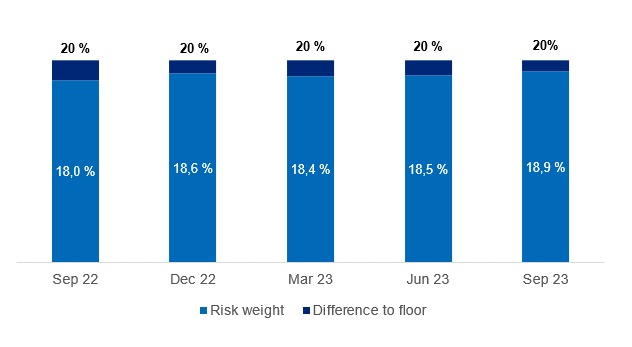 20 % 20 % 20 % 20 % 20%
18,0 % 18,6 % 18,4 % 18,5 % 18,9 %
Sep 22 Dec 22 Mar 23 Jun 23 Sep 23
Risk weight Difference to floor